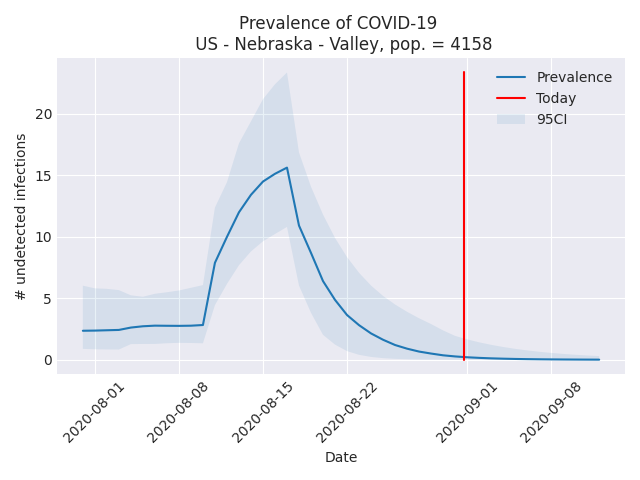 Prevalence of COVID-19
US - Nebraska - Valley, pop. = 4158
Prevalence
Today
95CI
# undetected infections
20
15
10
5
0
2020-08-01
2020-08-08
2020-08-15
2020-08-22
2020-09-01
2020-09-08
Date